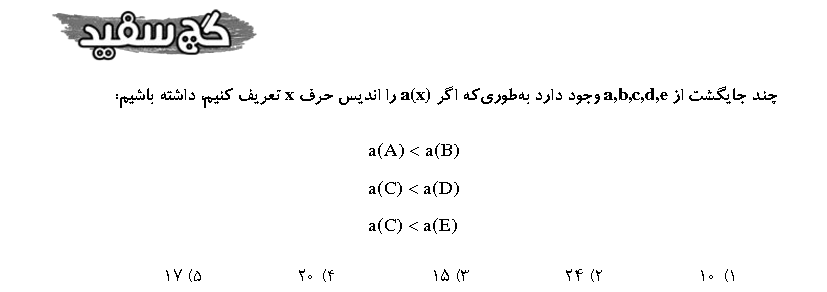 گچ سفید
چند جایگشت از a,b,c,d,e وجود دارد به‌طوری‌که اگر a(x) را اندیس حرف x تعریف کنیم، داشته باشیم:
a(A) < a(B)
a(C) < a(D)
a(C) < a(E)
۱) ۱۰ ۲) ۲۴ ۳) ۱۵ ۴) ۲۰ ۵) ۱۷